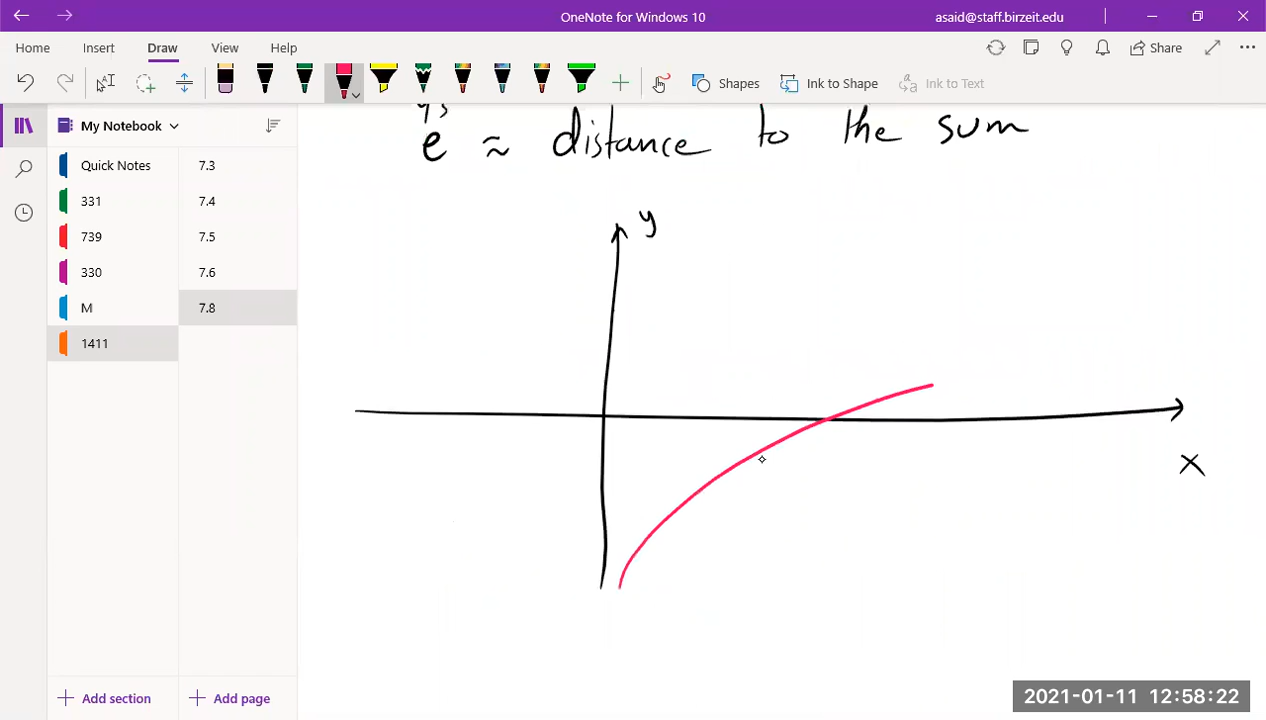 OneNote for Windows 10
asaid@staff.birzeit.edu
Home Insert Draw View Help
Share
Shapes
Ink to Shape
Ink to Text
My Notebook
Quick Notes 7.3
331 7.4
739 7.5
330 7.6
M 7.8
1411
e ≈ distance to the sum
y
x
Add section
Add page
2021-01-11 12:58:22